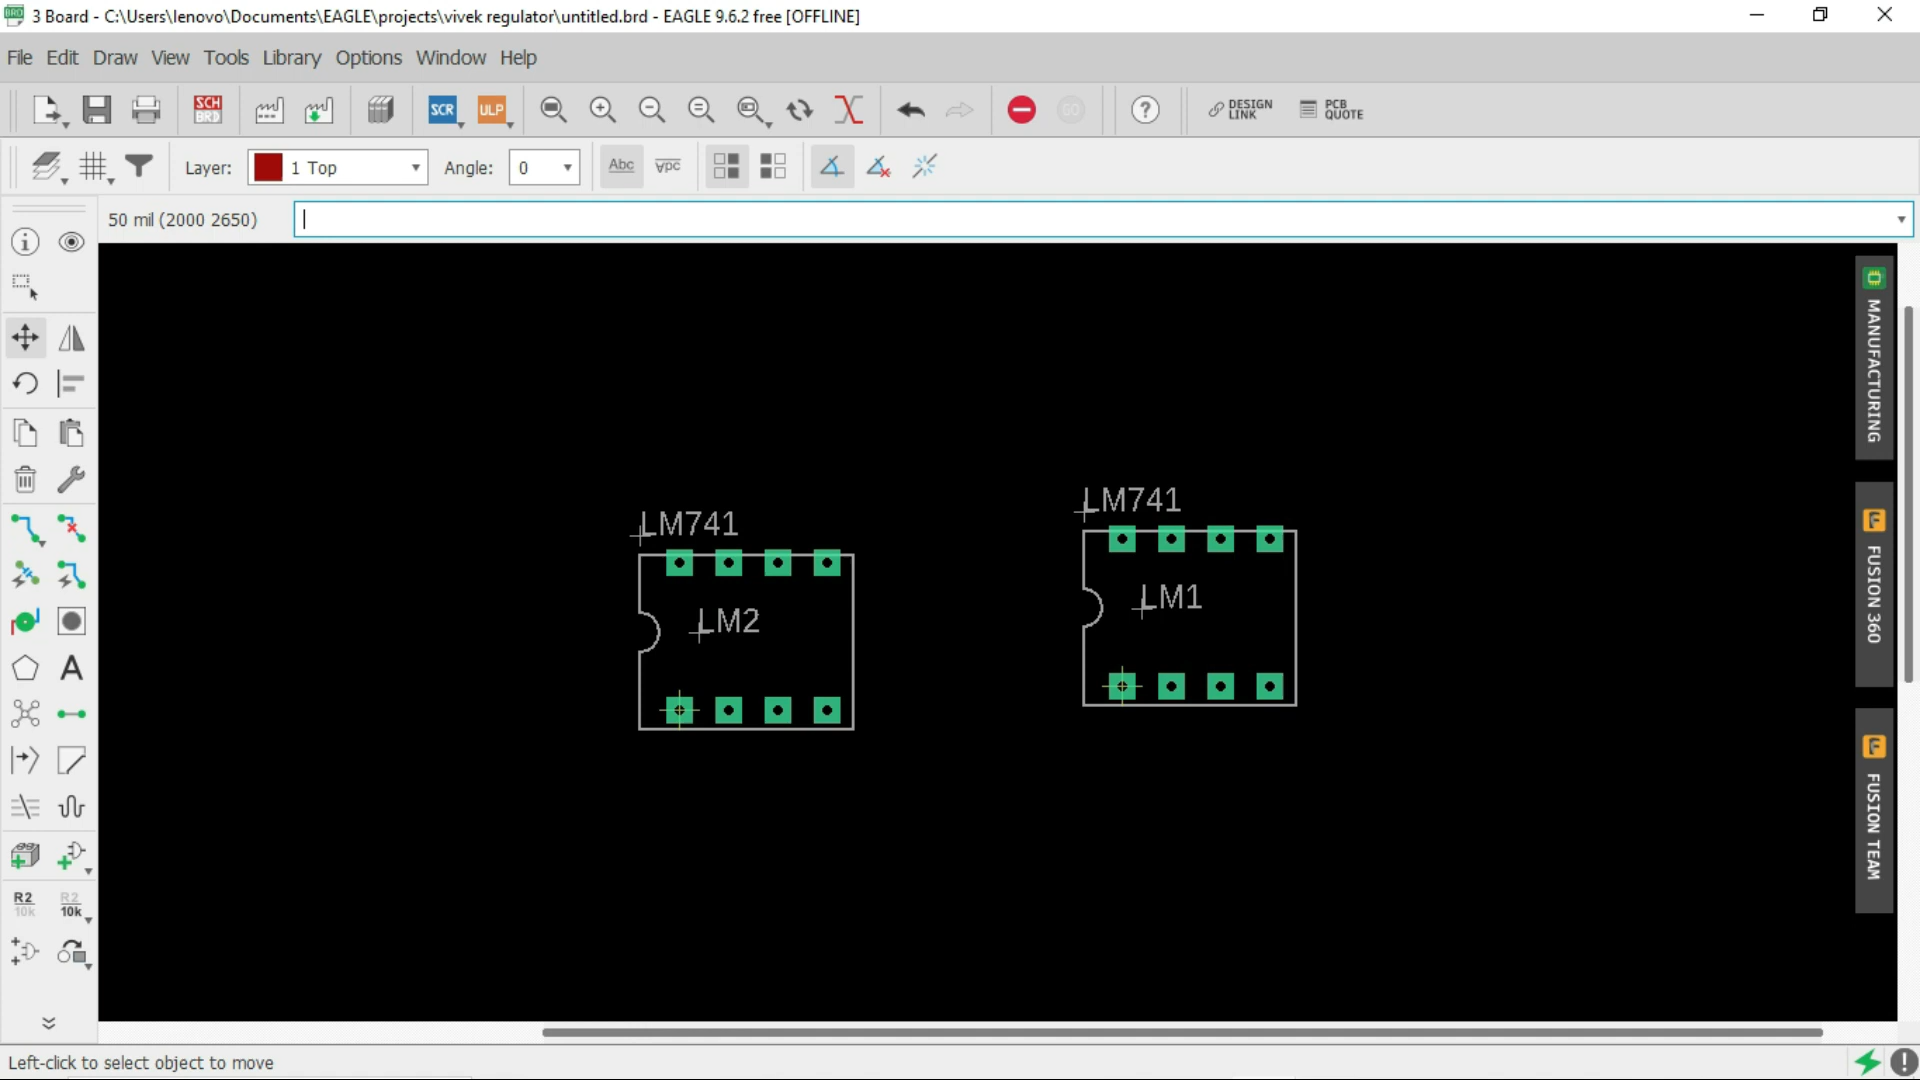 3 Board - C:\Users\lenovo\Documents\EAGLE\projects\vivek regulator\untitled.brd - EAGLE 9.6.2 free [OFFLINE]
File Edit Draw View Tools Library Options Window Help
SCH BRD SCR ULP GO ? DESIGN LINK PCB QUOTE
Layer: 1 Top Angle: 0 Abc Abc
50 mil (2000 2650)
MANUFACTURING
FUSION 360
FUSION TEAM
LM741
LM2
LM741
LM1
R2 10k R2 10k
Left-click to select object to move